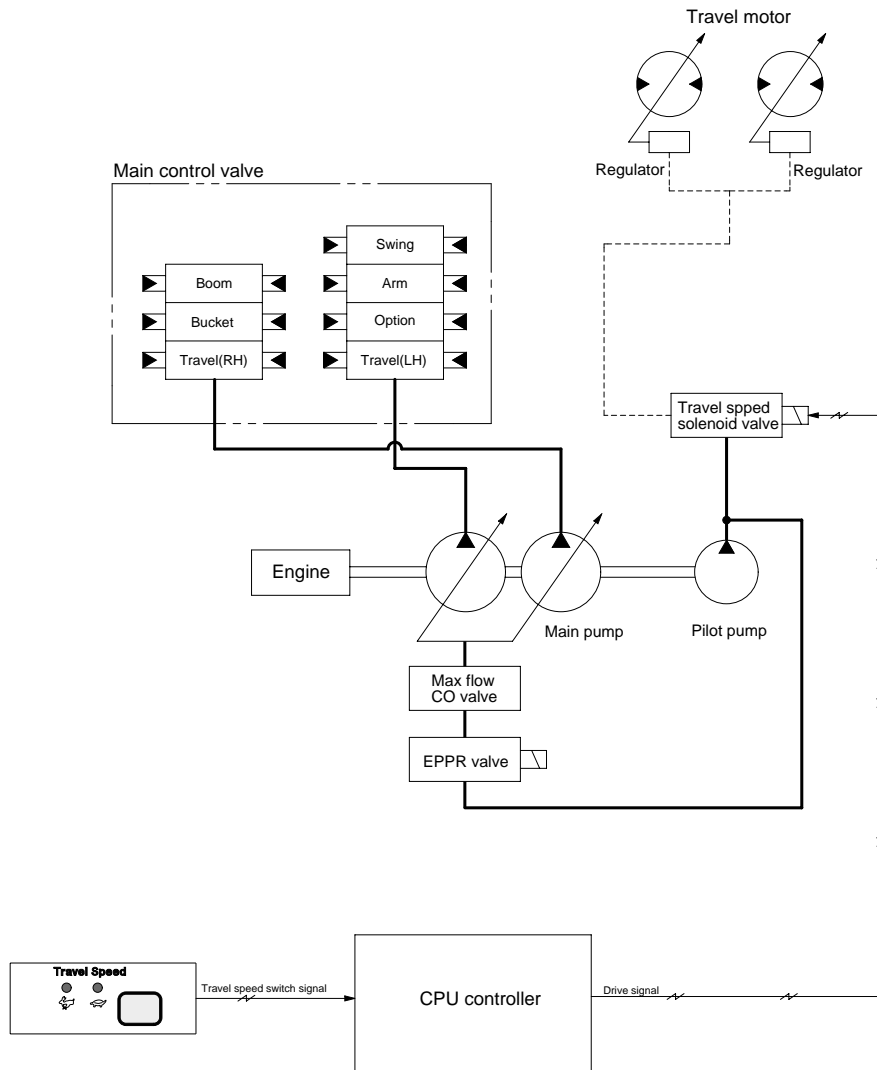 Travel motor
Regulator
Regulator
Main control valve
Swing
Boom
Arm
Bucket
Option
Travel(RH)
Travel(LH)
Travel spped
solenoid valve
Engine
Main pump
Pilot pump
Max flow
CO valve
EPPR valve
Travel Speed
Travel speed switch signal
CPU controller
Drive signal